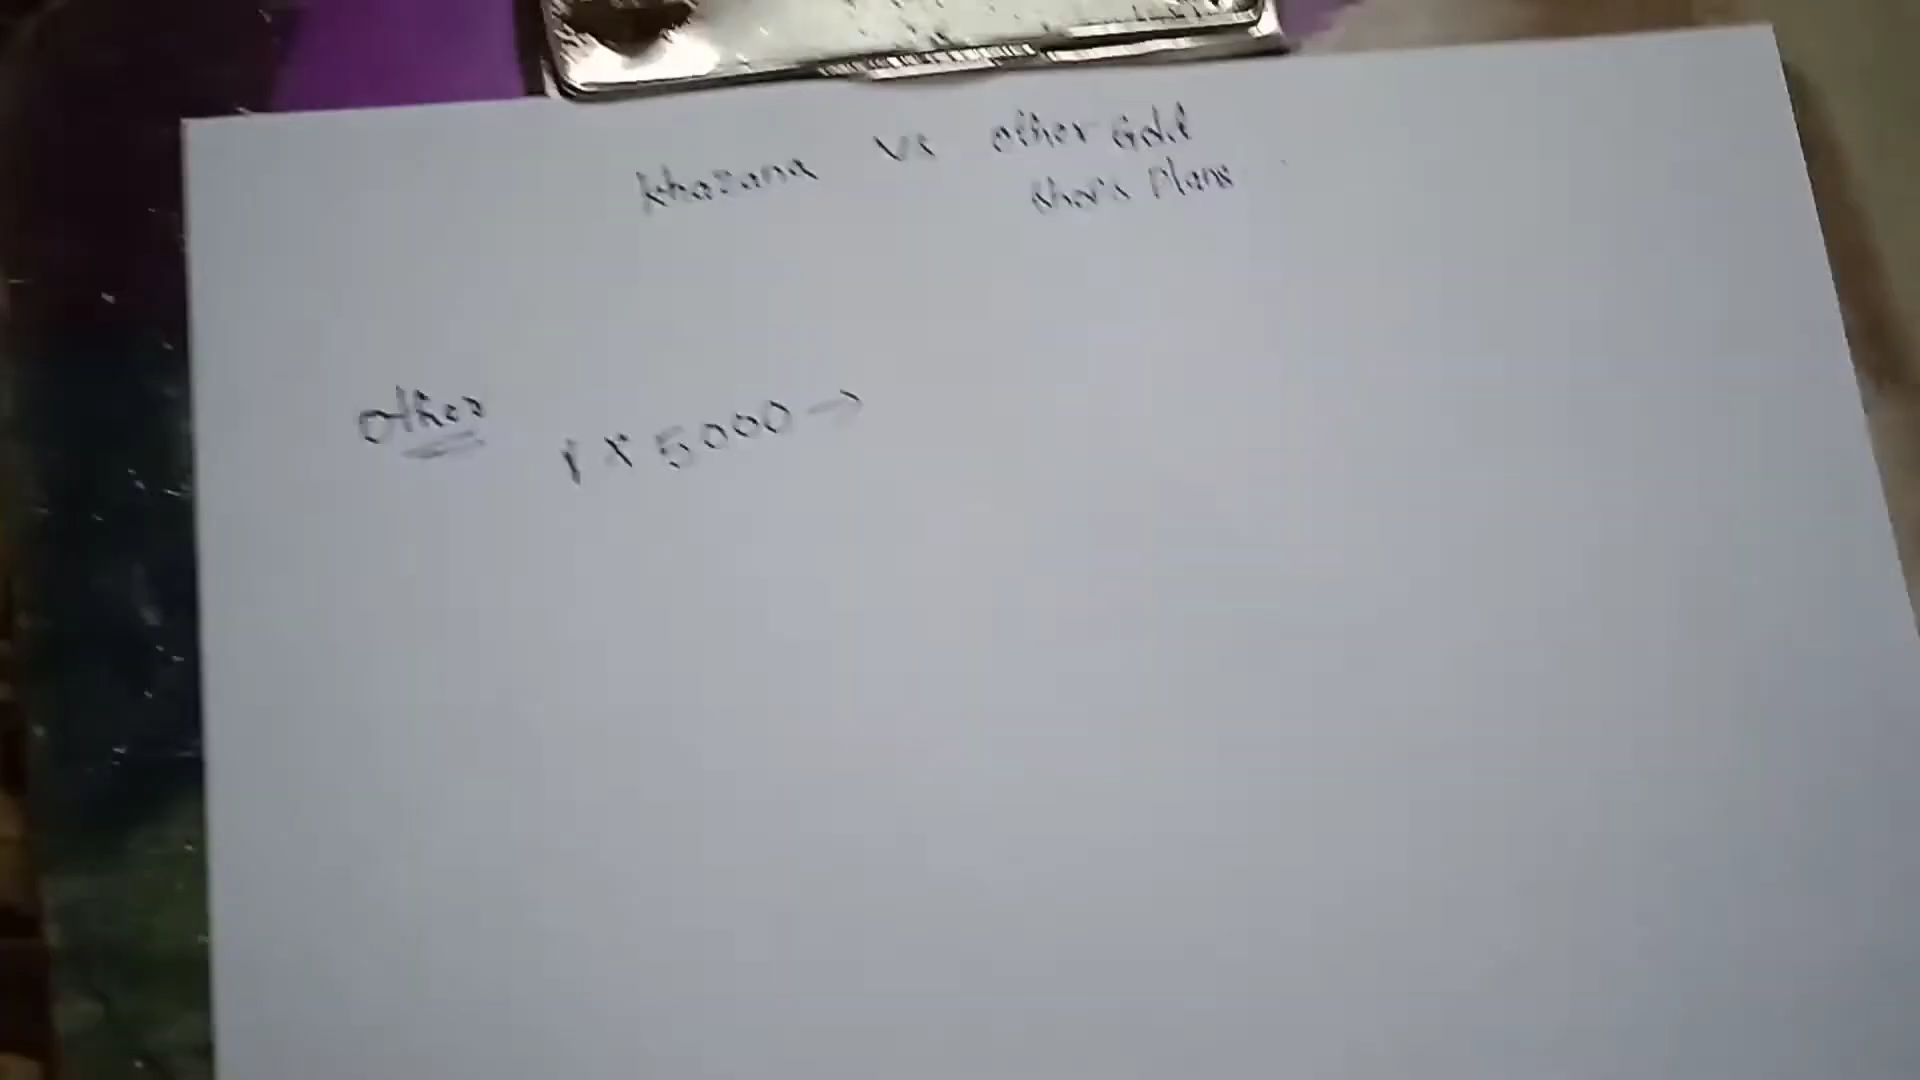 Khazana vs other Gold
shop's Plans
Other
1 x 5000 →